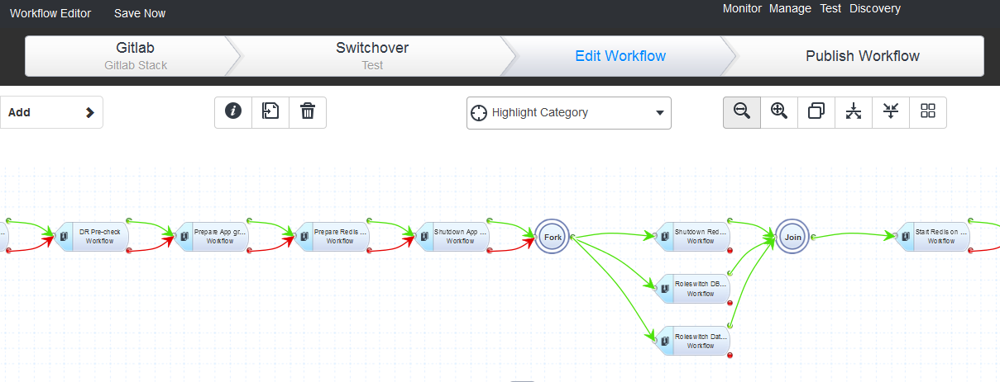 Workflow Editor Save Now Monitor Manage Test Discovery
Gitlab
Gitlab Stack
Switchover
Test
Edit Workflow
Publish Workflow
Add
Highlight Category
...
DR Pre-check
Workflow
Prepare App gr...
Workflow
Prepare Redis ...
Workflow
Shutdown App ...
Workflow
Fork
Shutdown Red...
Workflow
Roleswitch DB...
Workflow
Roleswitch Dat...
Workflow
Join
Start Redis on ...
Workflow